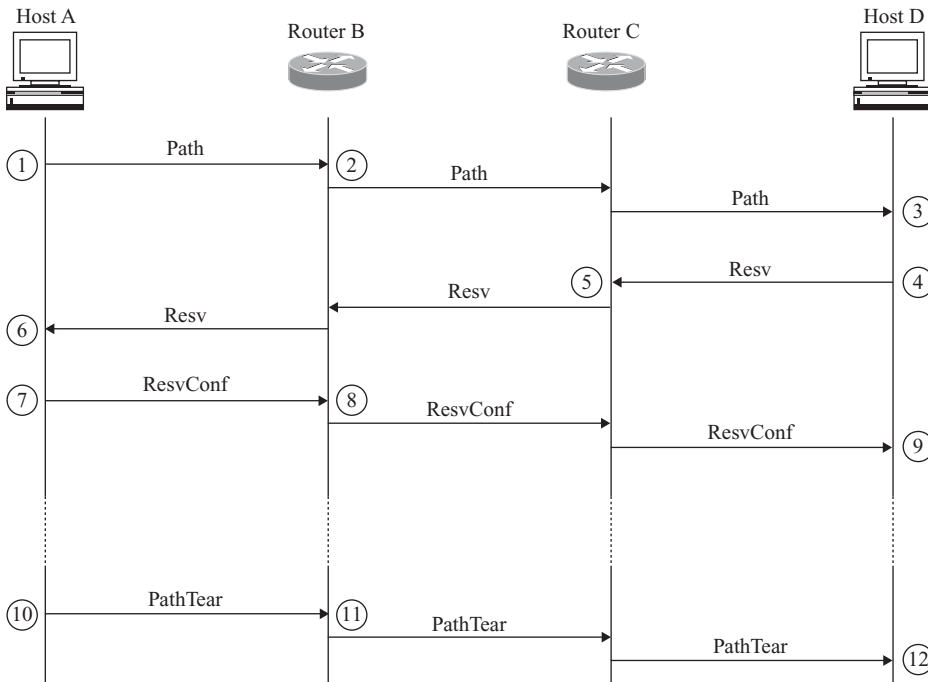 Host A
Router B
Router C
Host D
1
Path
2
Path
Path
3
Resv
4
5
Resv
Resv
6
7
ResvConf
8
ResvConf
ResvConf
9
10
PathTear
11
PathTear
PathTear
12